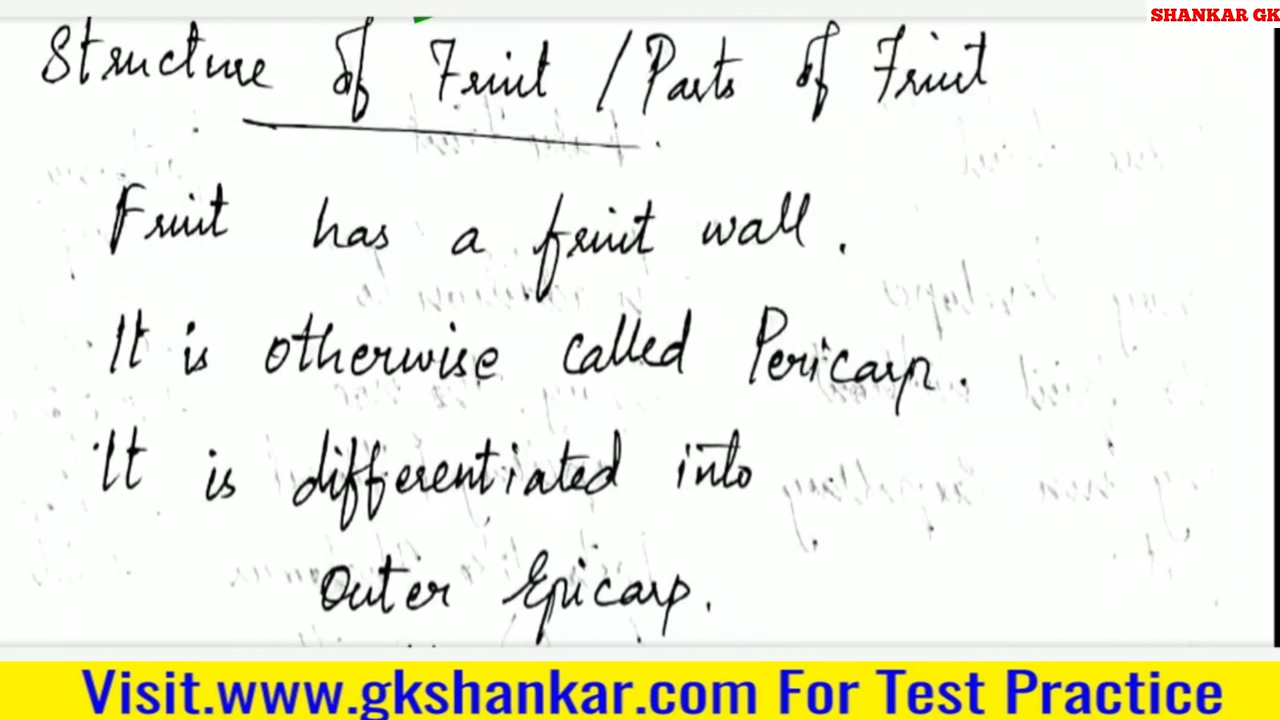 SHANKAR GK
Structure of Fruit / Parts of Fruit
Fruit has a fruit wall.
It is otherwise called Pericarp.
It is differentiated into
Outer Epicarp.
Visit.www.gkshankar.com For Test Practice